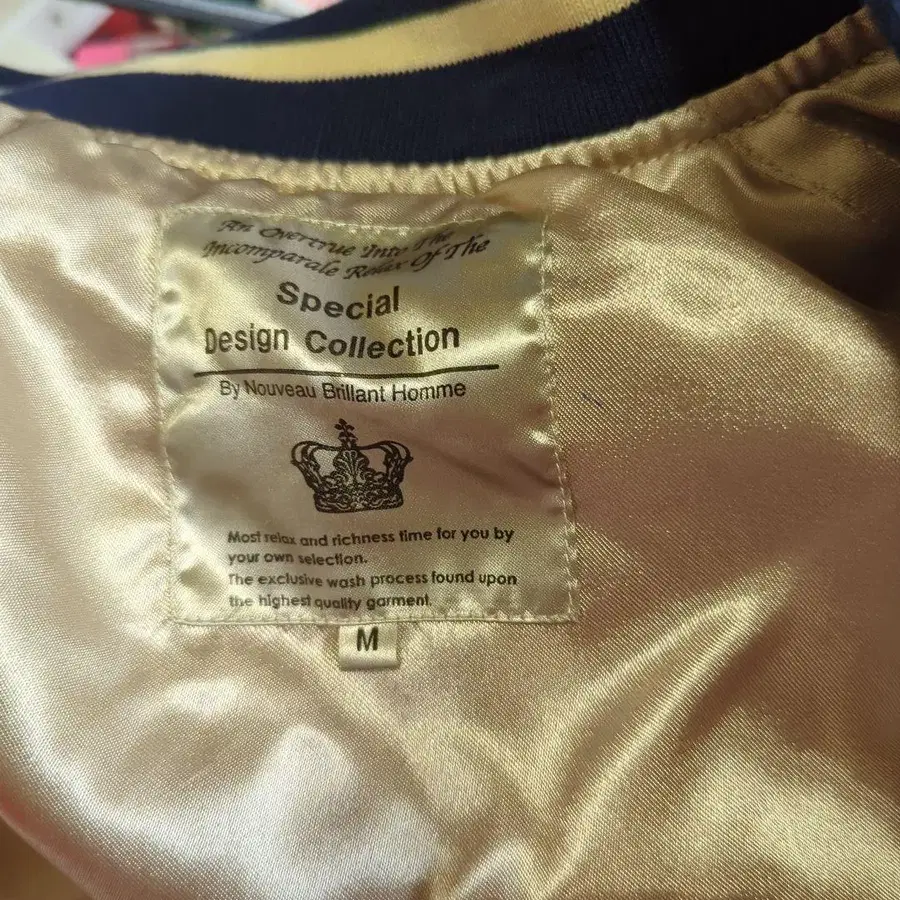 An Overtrue Into The
Incomparale Relax Of The
Special
Design Collection
By Nouveau Brillant Homme
Most relax and richness time for you by
your own selection.
The exclusive wash process found upon
the highest quality garment.
M